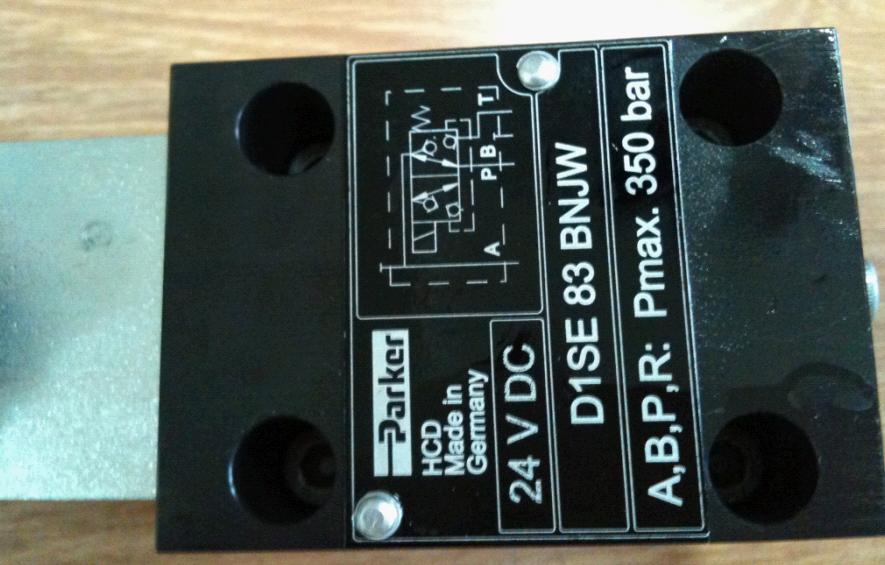 Parker
HCD
Made in
Germany
A
P
B
T
24 V DC
D1SE 83 BNJW
A,B,P,R: Pmax. 350 bar